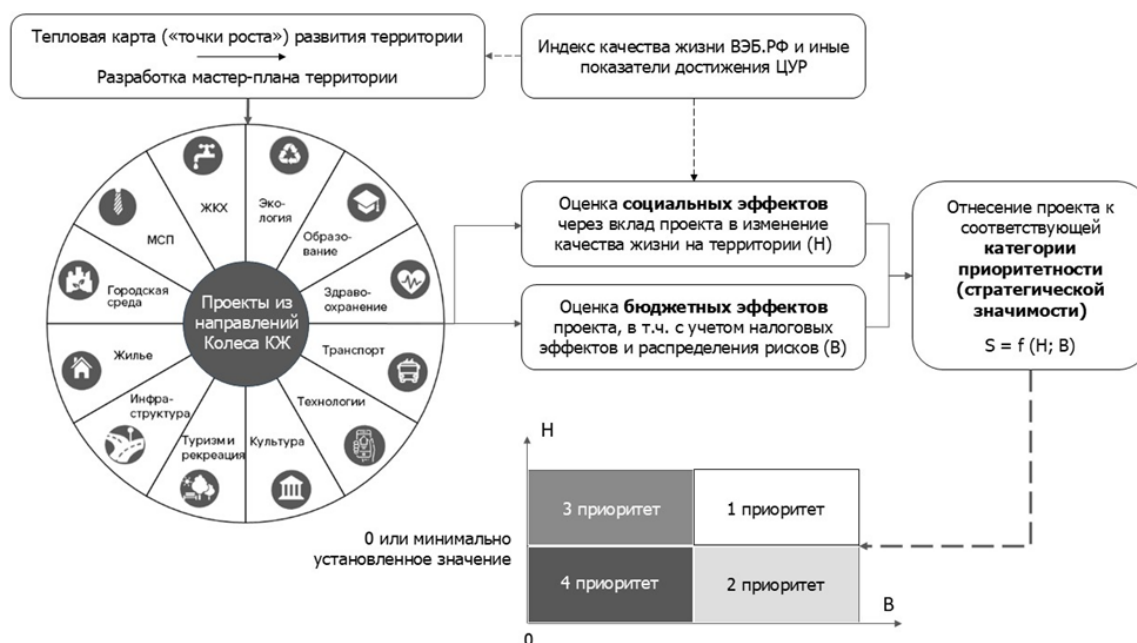 Тепловая карта («точки роста») развития территории
Разработка мастер-плана территории
Индекс качества жизни ВЭБ.РФ и иные
показатели достижения ЦУР
ЖКХ
Эко-
логия
Образо-
вание
Здраво-
охранение
Транспорт
Технологии
Культура
Туризм и
рекреация
Инфра-
структура
Жилье
Городская
среда
МСП
Проекты из
направлений
Колеса КЖ
Оценка социальных эффектов
через вклад проекта в изменение
качества жизни на территории (H)
Оценка бюджетных эффектов
проекта, в т.ч. с учетом налоговых
эффектов и распределения рисков (B)
Отнесение проекта к
соответствующей
категории
приоритетности
(стратегической
значимости)
S = f (H; B)
H
3 приоритет
1 приоритет
0 или минимально
установленное значение
4 приоритет
2 приоритет
B
0